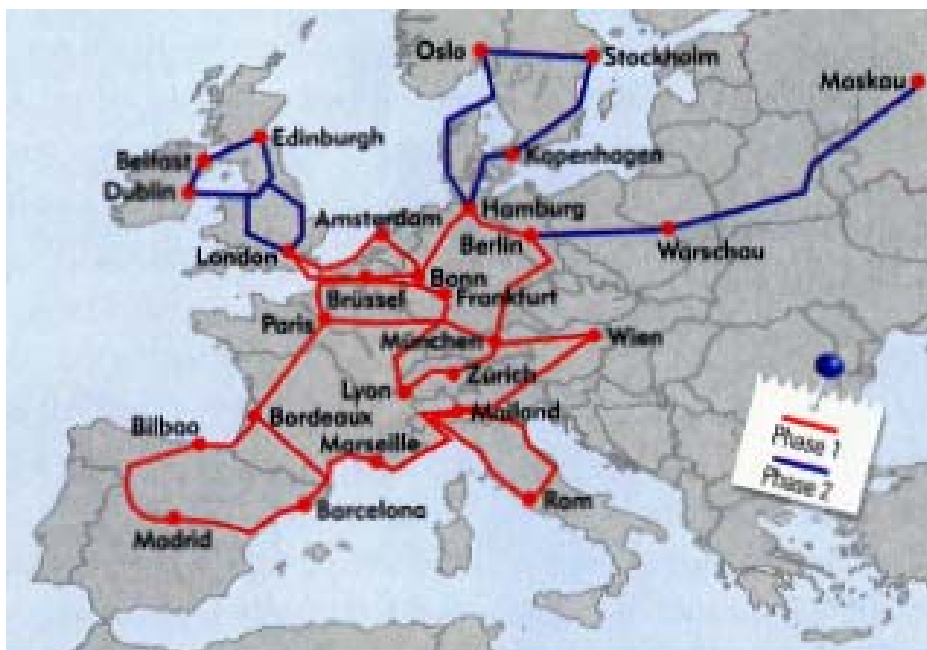 Oslo
Stockholm
Maskau
Edinburgh
Belfast
Kopenhagen
Dublin
Amsterdam
Hamburg
Berlin
London
Warschau
Bonn
Brüssel
Frankfurt
Paris
München
Wien
Zürich
Lyon
Mailand
Bordeaux
Bilbao
Marseille
Phase 1
Phase 2
Rom
Barcelona
Madrid